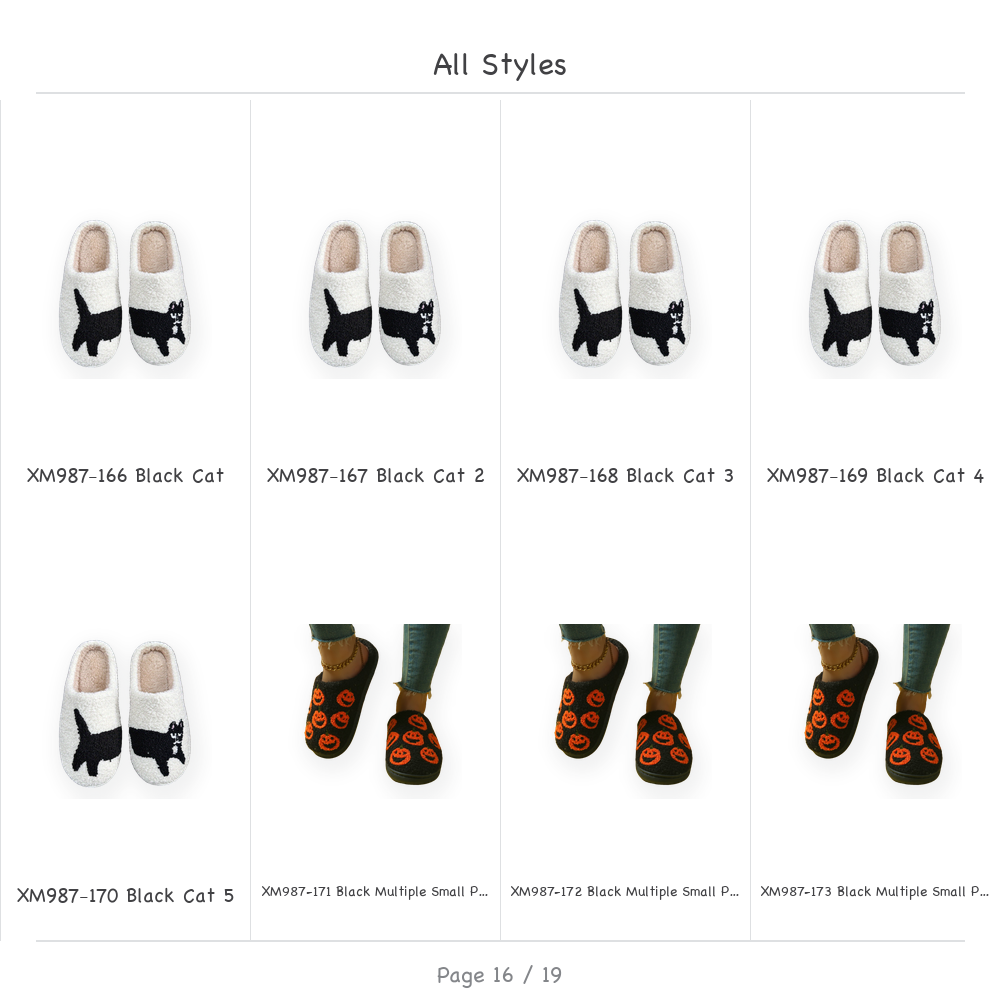 All Styles
XM987-166 Black Cat
XM987-167 Black Cat 2
XM987-168 Black Cat 3
XM987-169 Black Cat 4
XM987-170 Black Cat 5
XM987-171 Black Multiple Small P...
XM987-172 Black Multiple Small P...
XM987-173 Black Multiple Small P...
Page 16 / 19